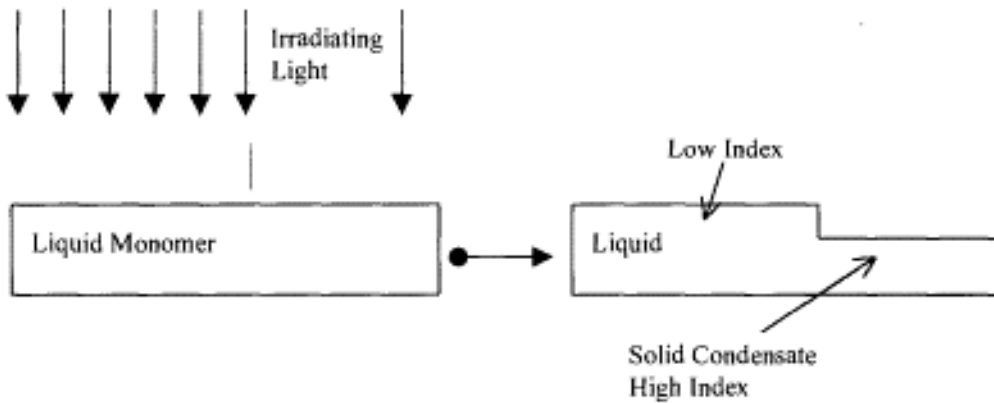 Irradiating
Light
Low Index
Liquid Monomer
Liquid
Solid Condensate
High Index